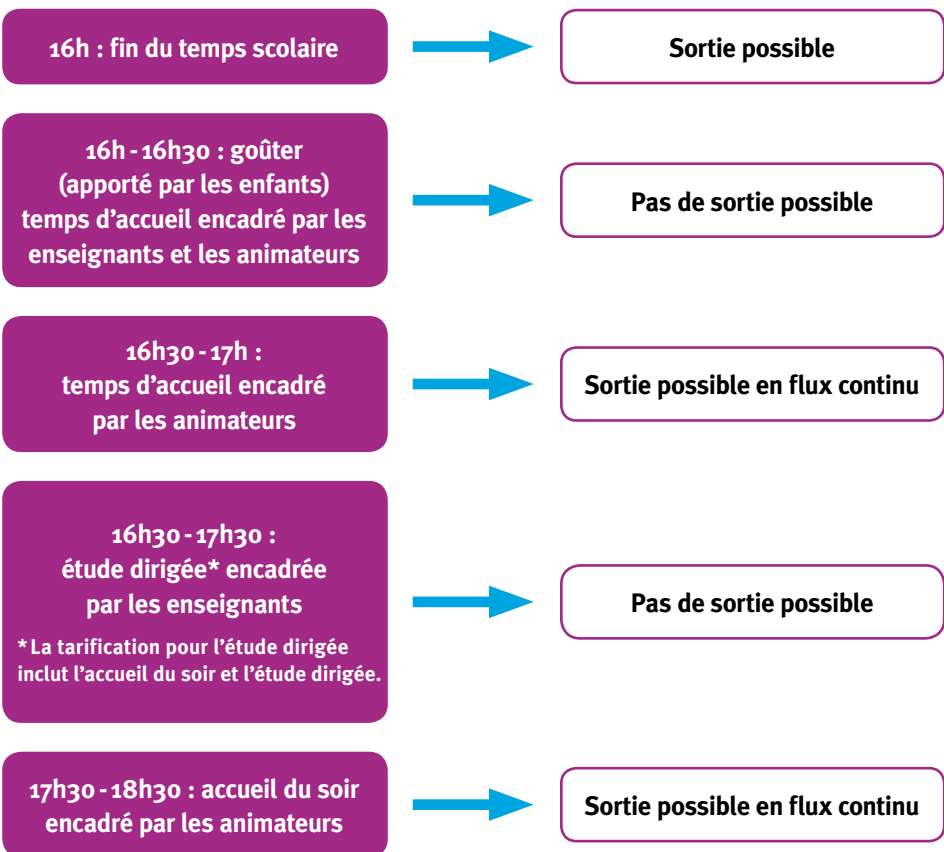 16h : fin du temps scolaire
Sortie possible
16h - 16h30 : goûter
(apporté par les enfants)
temps d'accueil encadré par les
enseignants et les animateurs
Pas de sortie possible
16h30 - 17h :
temps d'accueil encadré
par les animateurs
Sortie possible en flux continu
16h30 - 17h30 :
étude dirigée* encadrée
par les enseignants
* La tarification pour l'étude dirigée
inclut l'accueil du soir et l'étude dirigée.
Pas de sortie possible
17h30 - 18h30 : accueil du soir
encadré par les animateurs
Sortie possible en flux continu